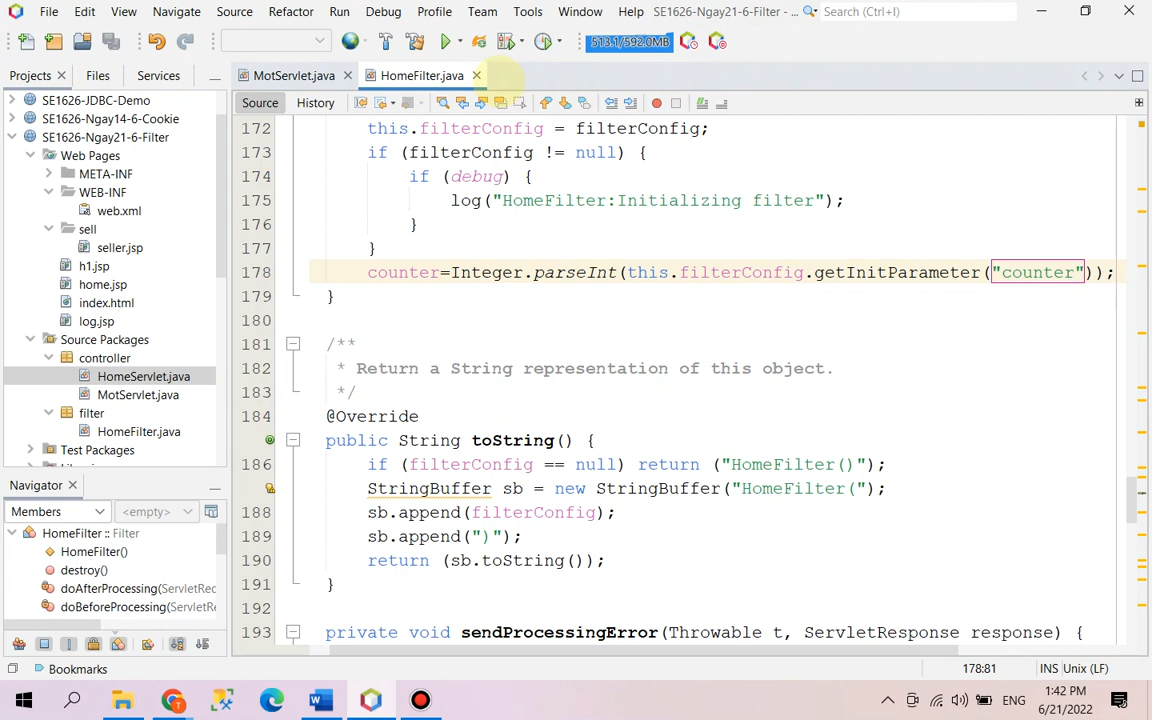 File Edit View Navigate Source Refactor Run Debug Profile Team Tools Window Help SE1626-Ngay21-6-Filter - ... Search (Ctrl+I)
513.1/592.0MB
Projects Files Services MotServlet.java HomeFilter.java
Source History
SE1626-JDBC-Demo
SE1626-Ngay14-6-Cookie
SE1626-Ngay21-6-Filter
Web Pages
META-INF
WEB-INF
web.xml
sell
seller.jsp
h1.jsp
home.jsp
index.html
log.jsp
Source Packages
controller
HomeServlet.java
MotServlet.java
filter
HomeFilter.java
Test Packages
Navigator
Members <empty>
HomeFilter :: Filter
HomeFilter()
destroy()
doAfterProcessing(ServletRec
doBeforeProcessing(ServletRe
172 this.filterConfig = filterConfig;
173 if (filterConfig != null) {
174 if (debug) {
175 log("HomeFilter:Initializing filter");
176 }
177 }
178 counter=Integer.parseInt(this.filterConfig.getInitParameter("counter"));
179 }
180
181 /**
182 * Return a String representation of this object.
183 */
184 @Override
public String toString() {
186 if (filterConfig == null) return ("HomeFilter()");
StringBuffer sb = new StringBuffer("HomeFilter(");
188 sb.append(filterConfig);
189 sb.append(")");
190 return (sb.toString());
191 }
192
193 private void sendProcessingError(Throwable t, ServletResponse response) {
Bookmarks 178:81 INS Unix (LF)
ENG 1:42 PM
6/21/2022